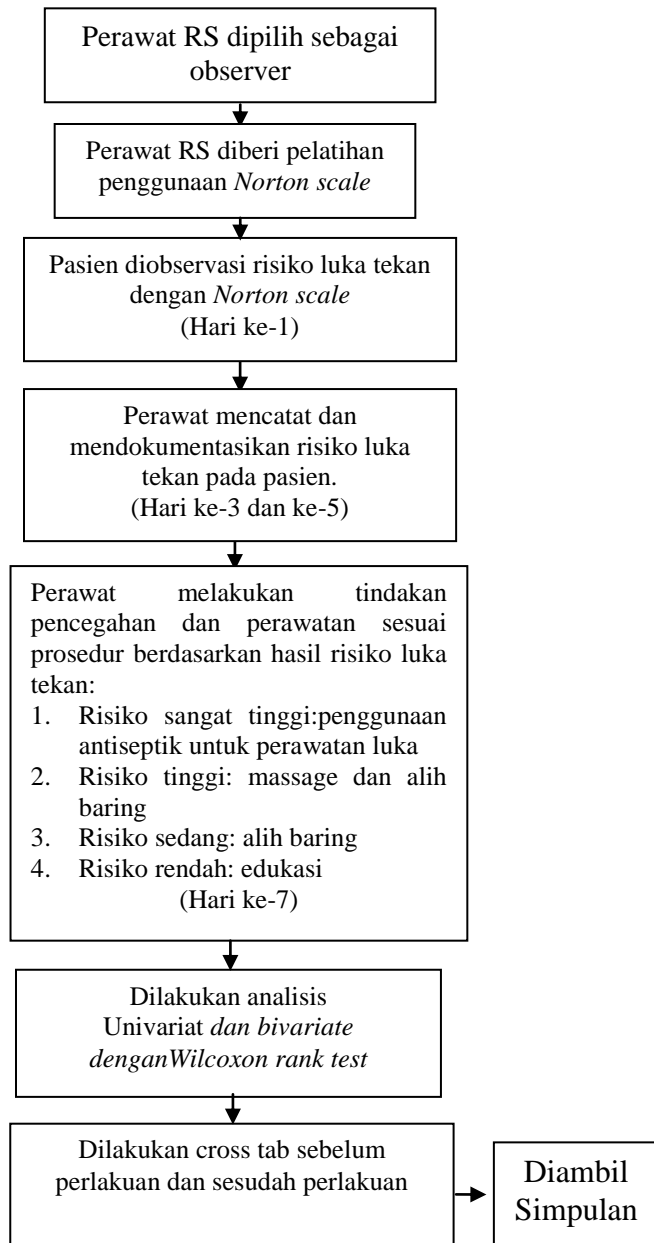 Perawat RS dipilih sebagai
observer
Perawat RS diberi pelatihan
penggunaan Norton scale
Pasien diobservasi risiko luka tekan
dengan Norton scale
(Hari ke-1)
Perawat mencatat dan
mendokumentasikan risiko luka
tekan pada pasien.
(Hari ke-3 dan ke-5)
Perawat melakukan tindakan
pencegahan dan perawatan sesuai
prosedur berdasarkan hasil risiko luka
tekan:
1. Risiko sangat tinggi:penggunaan
antiseptik untuk perawatan luka
2. Risiko tinggi: massage dan alih
baring
3. Risiko sedang: alih baring
4. Risiko rendah: edukasi
(Hari ke-7)
Dilakukan analisis
Univariat dan bivariate
denganWilcoxon rank test
Dilakukan cross tab sebelum
perlakuan dan sesudah perlakuan
Diambil
Simpulan